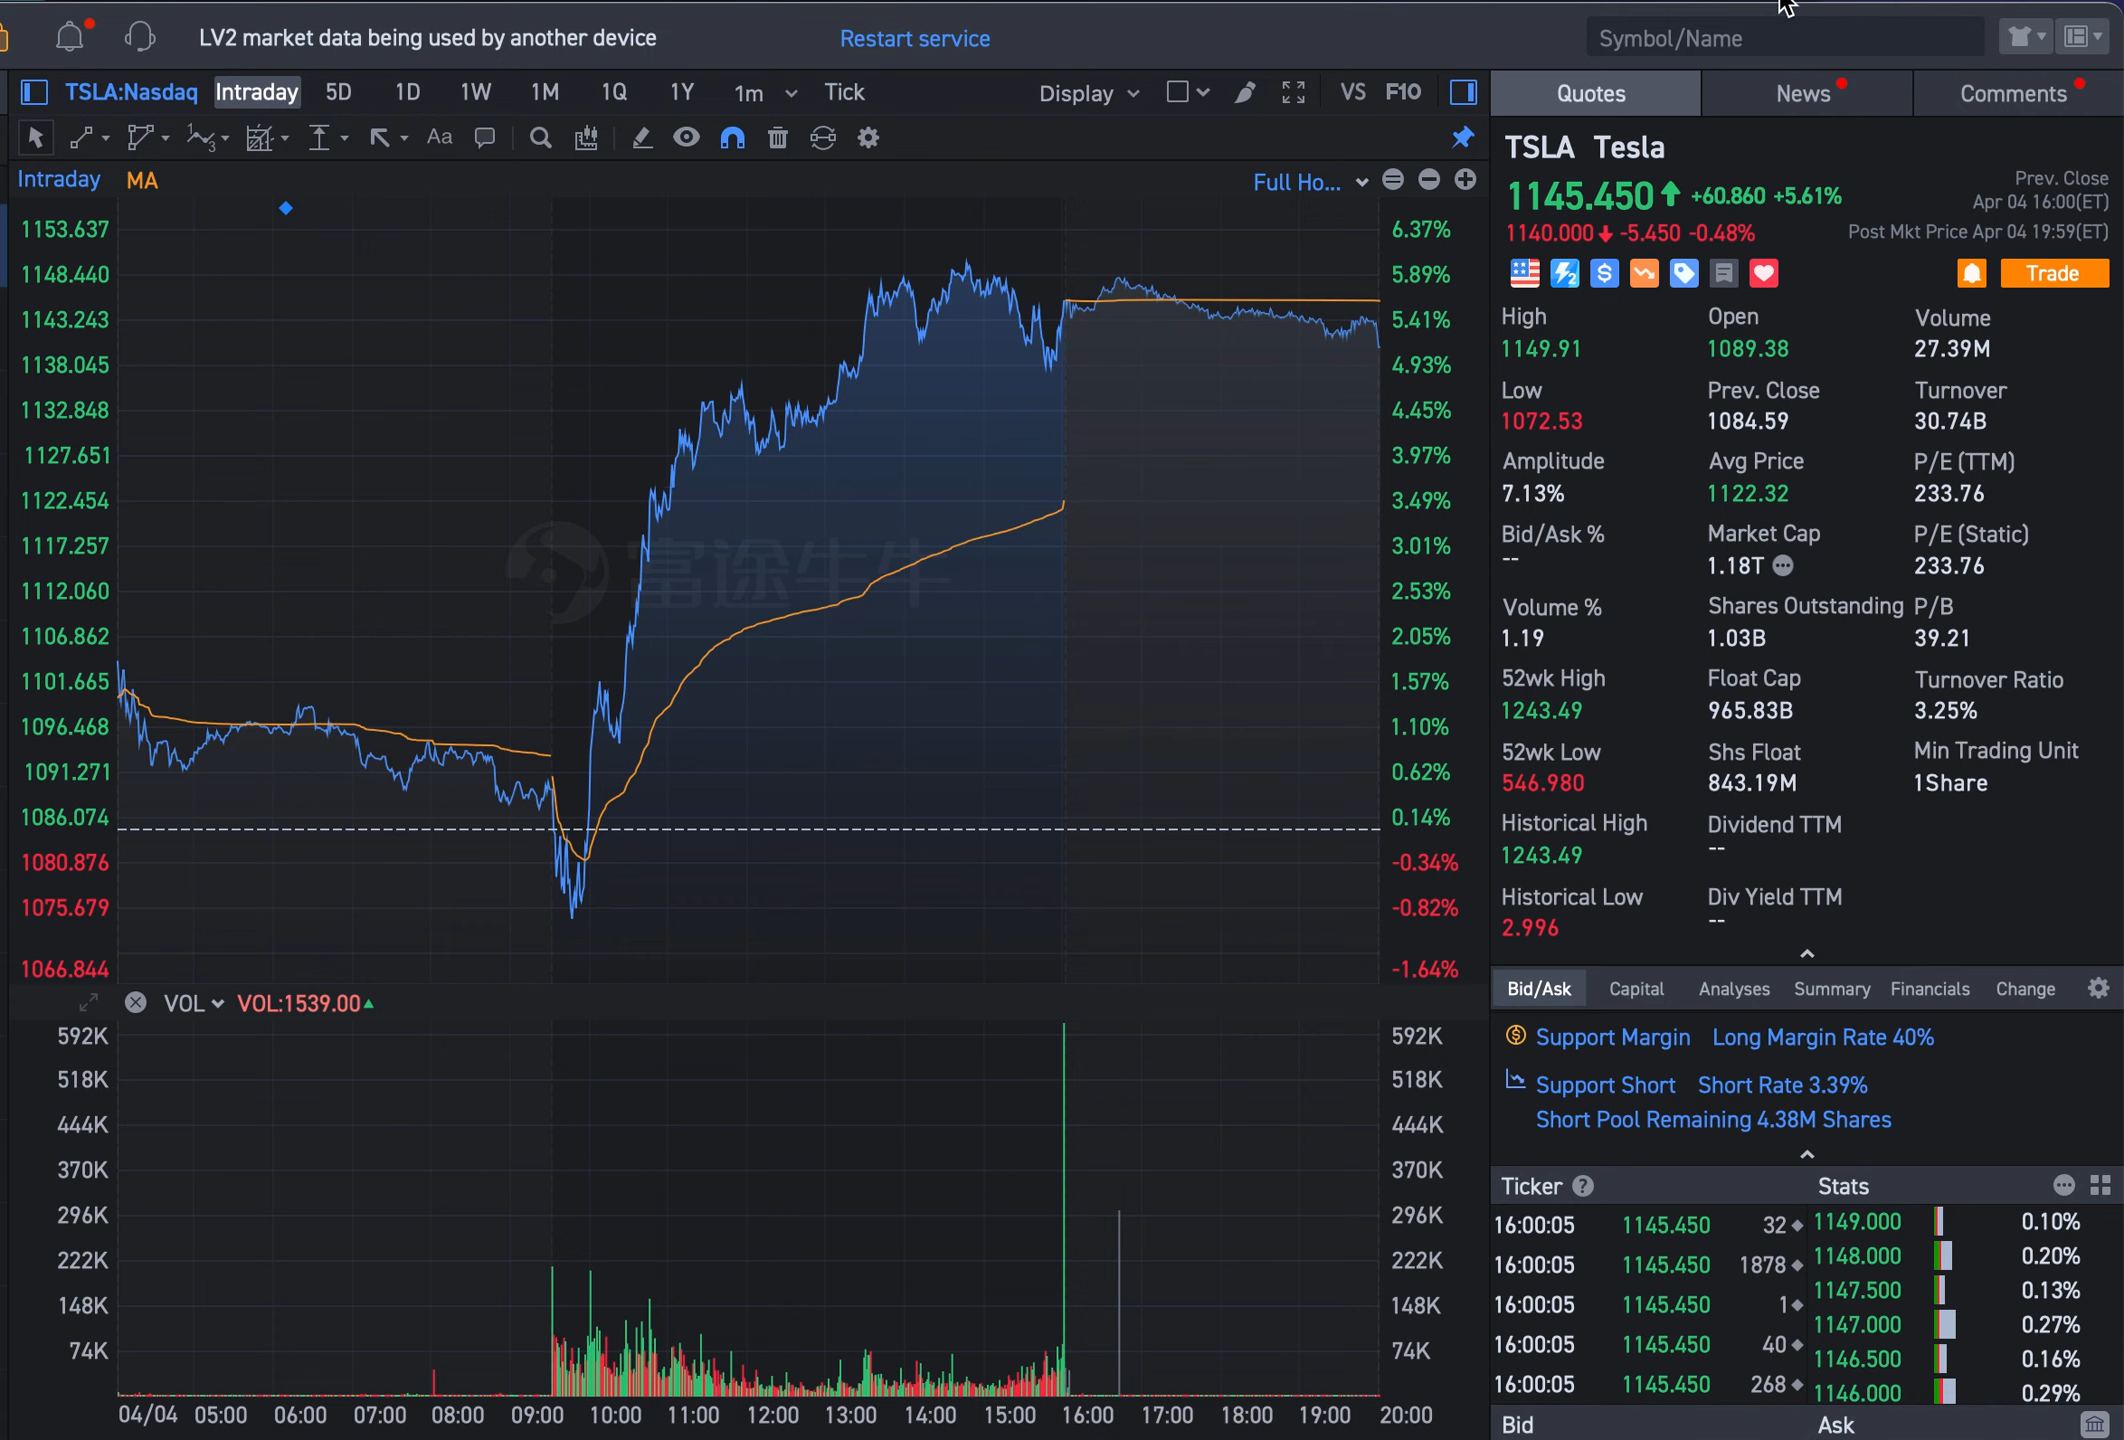 LV2 market data being used by another device
Restart service
Symbol/Name
TSLA:Nasdaq Intraday 5D 1D 1W 1M 1Q 1Y 1m Tick
Display VS F10
Aa
Intraday MA
Full Ho...
1153.637 6.37%
1148.440 5.89%
1143.243 5.41%
1138.045 4.93%
1132.848 4.45%
1127.651 3.97%
1122.454 3.49%
1117.257 3.01%
1112.060 2.53%
1106.862 2.05%
1101.665 1.57%
1096.468 1.10%
1091.271 0.62%
1086.074 0.14%
1080.876 -0.34%
1075.679 -0.82%
1066.844 -1.64%
富途牛牛
VOL VOL:1539.00
592K 592K
518K 518K
444K 444K
370K 370K
296K 296K
222K 222K
148K 148K
74K 74K
04/04 05:00 06:00 07:00 08:00 09:00 10:00 11:00 12:00 13:00 14:00 15:00 16:00 17:00 18:00 19:00 20:00
Quotes News Comments
TSLA Tesla
1145.450 +60.860 +5.61%
Prev. Close
Apr 04 16:00(ET)
1140.000 -5.450 -0.48%
Post Mkt Price Apr 04 19:59(ET)
Trade
High Open Volume
1149.91 1089.38 27.39M
Low Prev. Close Turnover
1072.53 1084.59 30.74B
Amplitude Avg Price P/E (TTM)
7.13% 1122.32 233.76
Bid/Ask % Market Cap P/E (Static)
-- 1.18T 233.76
Volume % Shares Outstanding P/B
1.19 1.03B 39.21
52wk High Float Cap Turnover Ratio
1243.49 965.83B 3.25%
52wk Low Shs Float Min Trading Unit
546.980 843.19M 1Share
Historical High Dividend TTM
1243.49 --
Historical Low Div Yield TTM
2.996 --
Bid/Ask Capital Analyses Summary Financials Change
Support Margin Long Margin Rate 40%
Support Short Short Rate 3.39%
Short Pool Remaining 4.38M Shares
Ticker Stats
16:00:05 1145.450 32 1149.000 0.10%
16:00:05 1145.450 1878 1148.000 0.20%
16:00:05 1145.450 1 1147.500 0.13%
16:00:05 1145.450 40 1147.000 0.27%
16:00:05 1145.450 268 1146.500 0.16%
1146.000 0.29%
Bid Ask